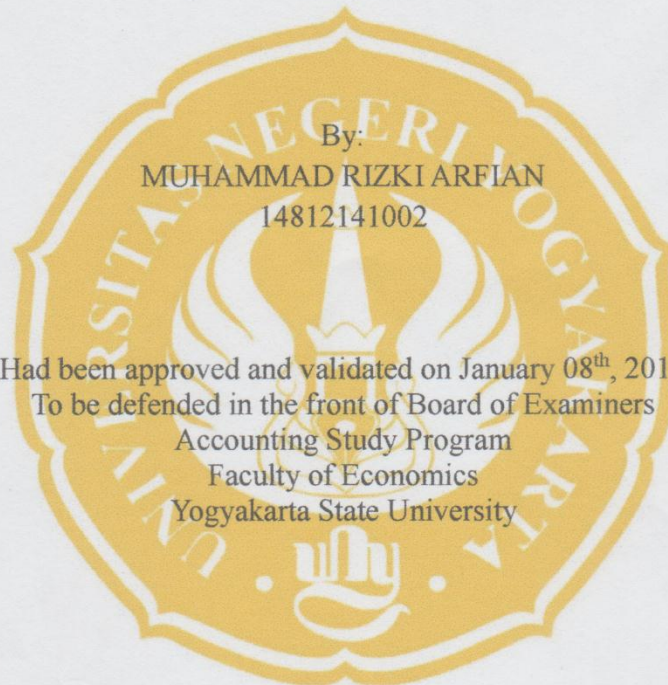 By:
MUHAMMAD RIZKI ARFIAN
14812141002
Had been approved and validated on January 08th, 201
To be defended in the front of Board of Examiners
Accounting Study Program
Faculty of Economics
Yogyakarta State University
UNIVERSITAS NEGERI YOGYAKARTA
uny